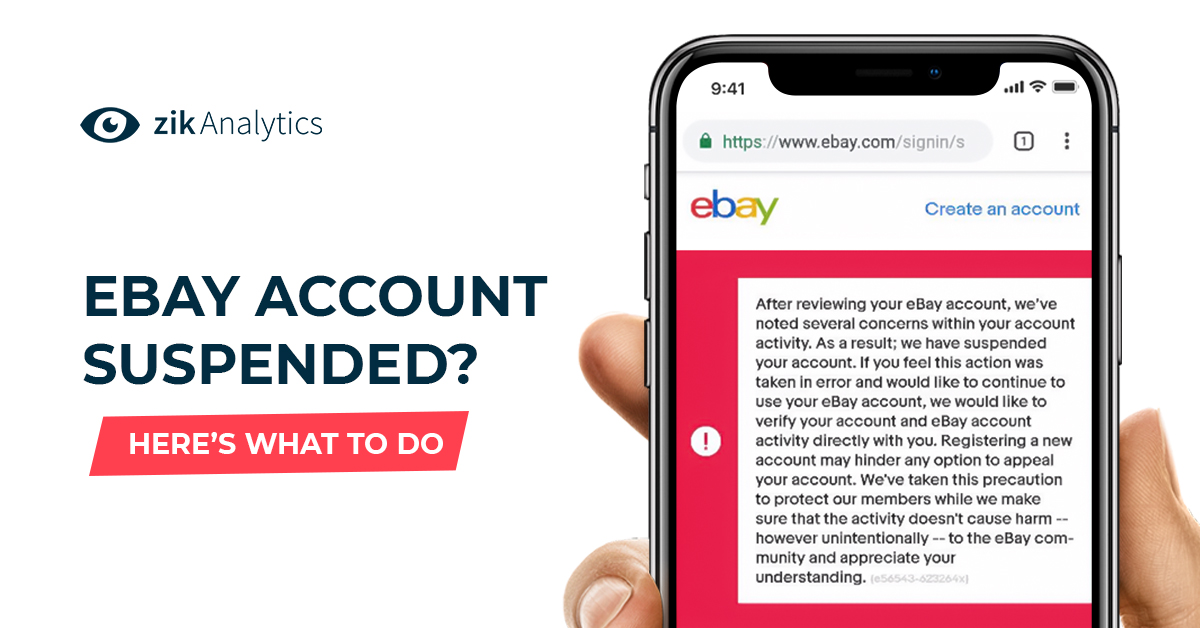 zik Analytics
EBAY ACCOUNT
SUSPENDED?
HERE'S WHAT TO DO
9:41
https://www.ebay.com/signin/s
1
ebay
Create an account
After reviewing your eBay account, we've
noted several concerns within your account
activity. As a result; we have suspended
your account. If you feel this action was
taken in error and would like to continue to
use your eBay account, we would like to
verify your account and eBay account
activity directly with you. Registering a new
account may hinder any option to appeal
your account. We've taken this precaution
to protect our members while we make
sure that the activity doesn't cause harm --
however unintentionally -- to the eBay com-
munity and appreciate your
understanding. (e56543-623264x)
!